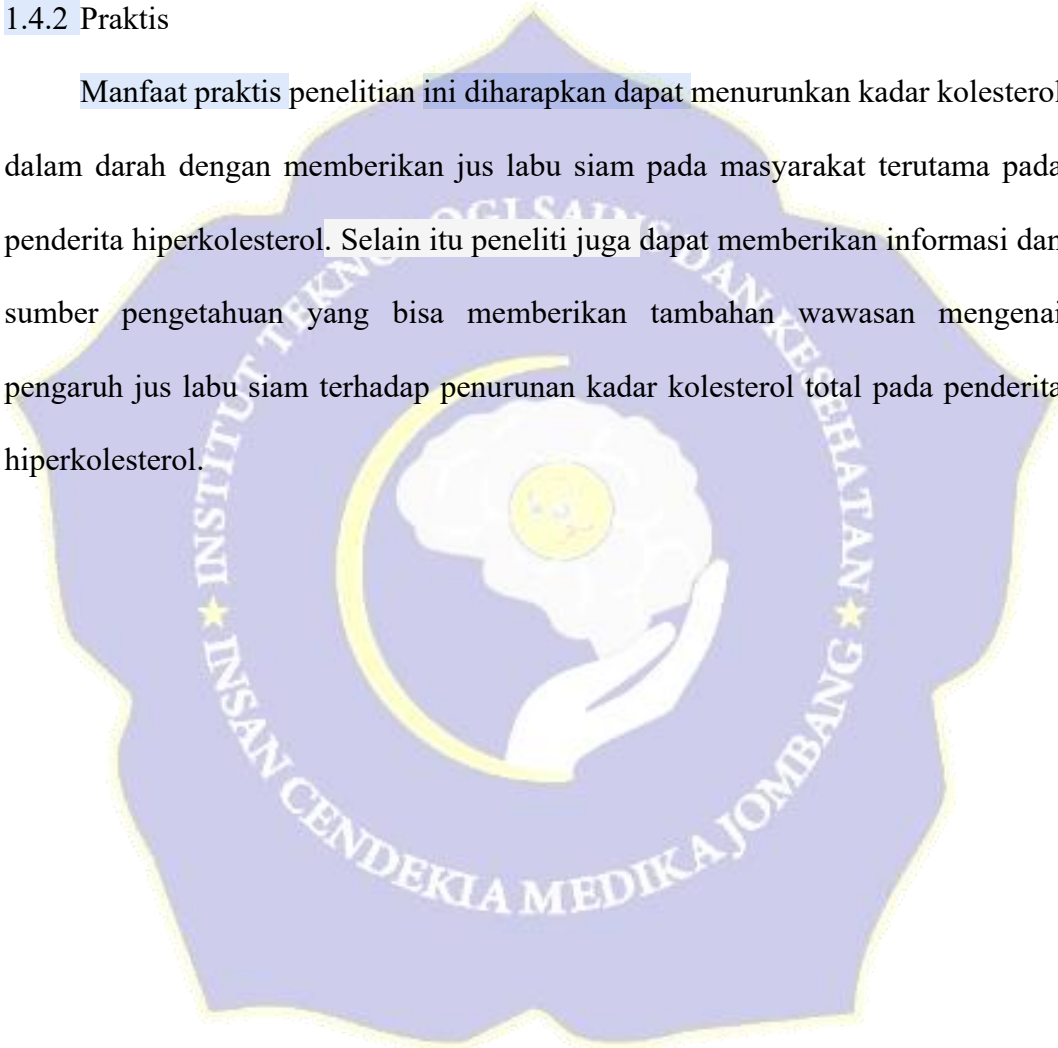 1.4.2 Praktis
Manfaat praktis penelitian ini diharapkan dapat menurunkan kadar kolesterol
dalam darah dengan memberikan jus labu siam pada masyarakat terutama pada
penderita hiperkolesterol. Selain itu peneliti juga dapat memberikan informasi dan
sumber pengetahuan yang bisa memberikan tambahan wawasan mengenai
pengaruh jus labu siam terhadap penurunan kadar kolesterol total pada penderita
hiperkolesterol.
INSTITUT TEKNOLOGI SAINS DAN KESEHATAN
INSAN CENDEKIA MEDIKA JOMBANG